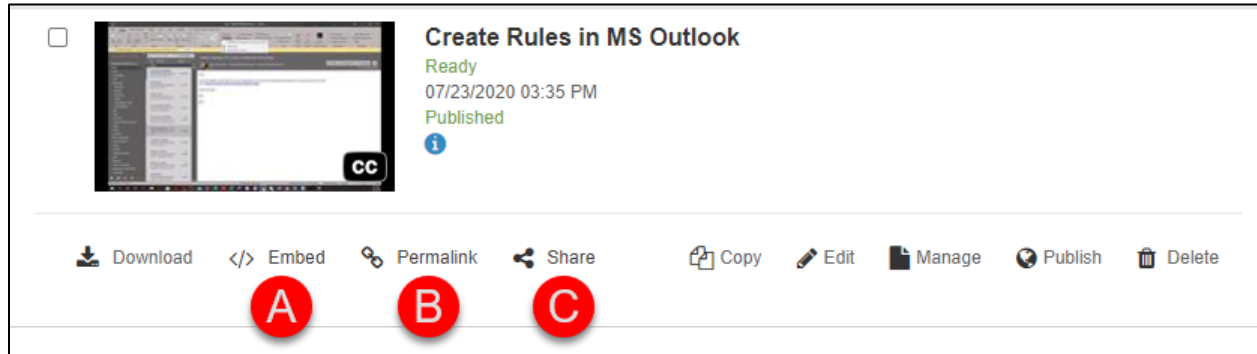 Create Rules in MS Outlook
Ready
07/23/2020 03:35 PM
Published
i
CC
Download </> Embed Permalink Share Copy Edit Manage Publish Delete
A B C